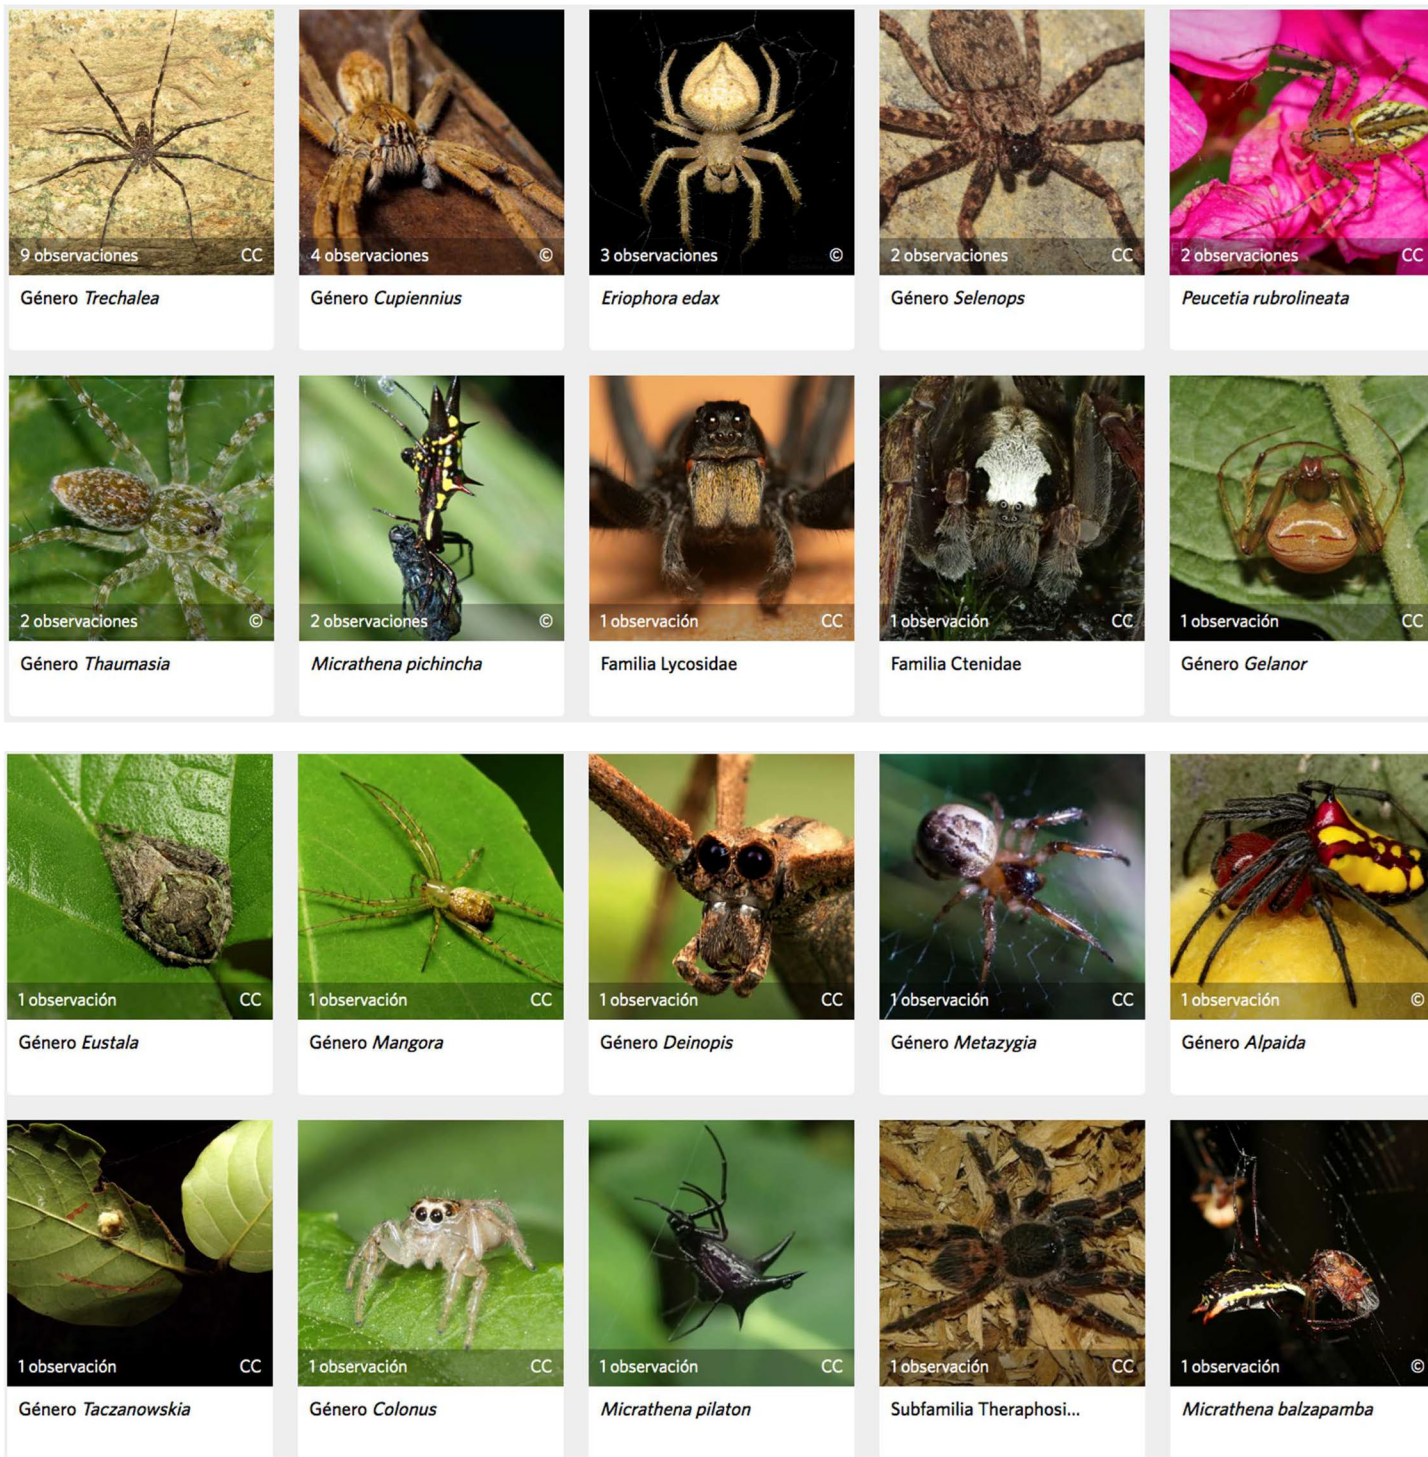 9 observaciones CC
Género Trechalea
4 observaciones ©
Género Cupiennius
3 observaciones ©
Eriophora edax
2 observaciones CC
Género Selenops
2 observaciones CC
Peucetia rubrolineata
2 observaciones ©
Género Thaumasia
2 observaciones ©
Micrathena pichincha
1 observación CC
Familia Lycosidae
1 observación CC
Familia Ctenidae
1 observación CC
Género Gelanor
1 observación CC
Género Eustala
1 observación CC
Género Mangora
1 observación CC
Género Deinopis
1 observación CC
Género Metazygia
1 observación ©
Género Alpaida
1 observación CC
Género Taczanowskia
1 observación CC
Género Colonus
1 observación CC
Micrathena pilaton
1 observación CC
Subfamilia Theraphosi...
1 observación ©
Micrathena balzapamba